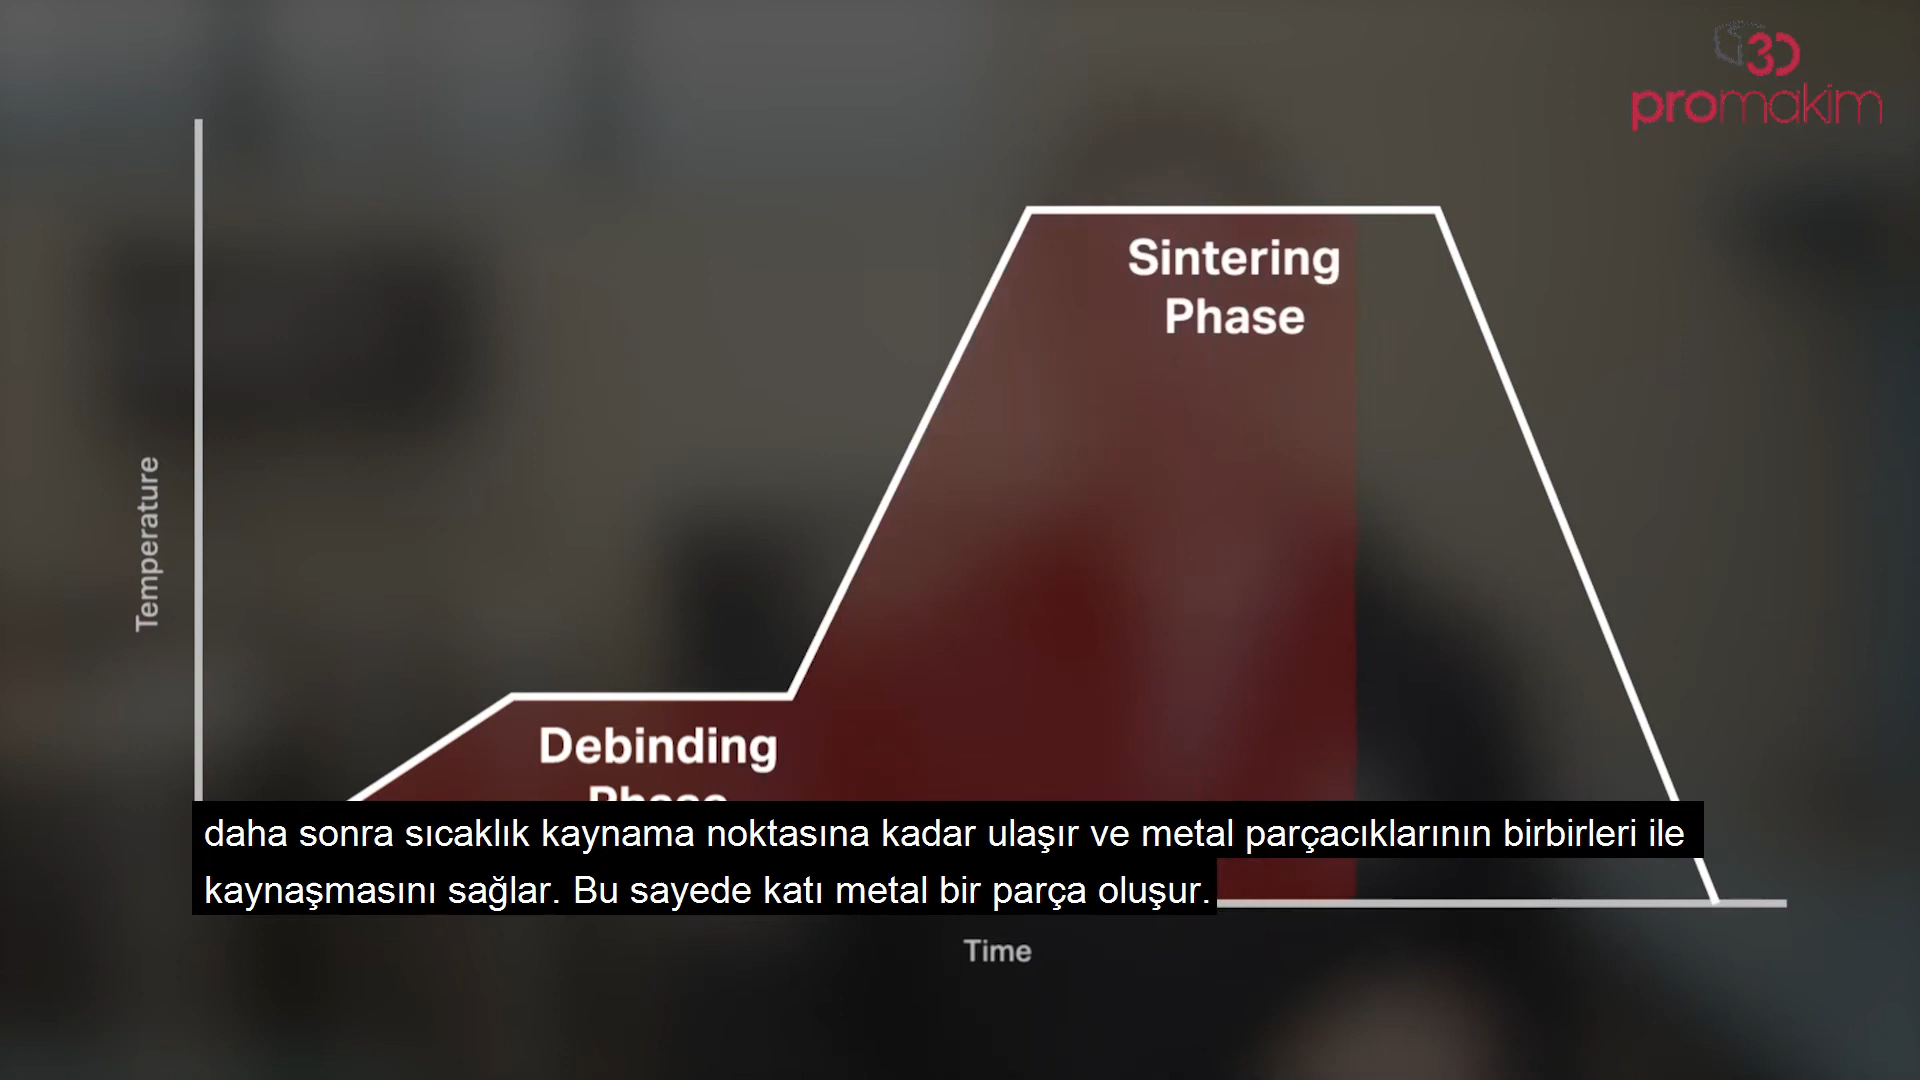 3D
promakim
Sintering
Phase
Temperature
Debinding
Phase
daha sonra sıcaklık kaynama noktasına kadar ulaşır ve metal parçacıklarının birbirleri ile
kaynaşmasını sağlar. Bu sayede katı metal bir parça oluşur.
Time